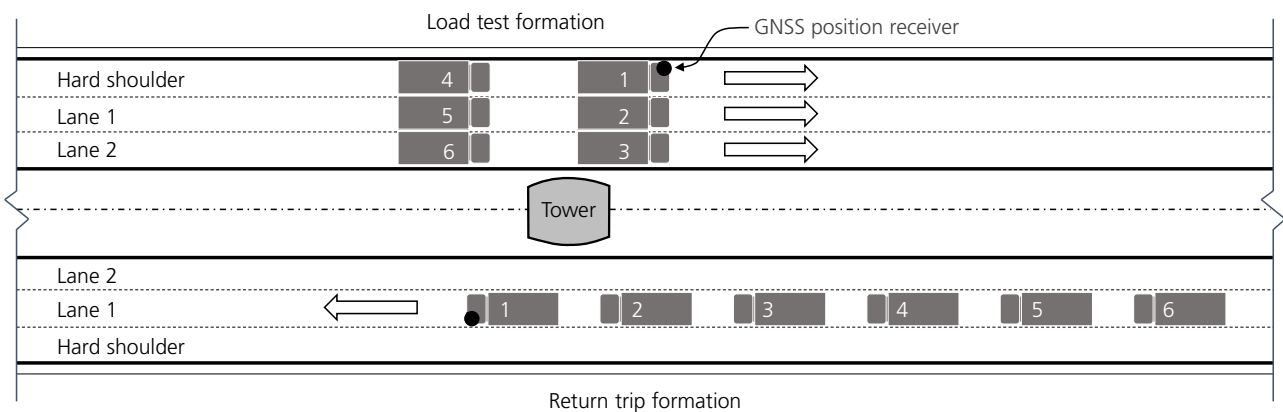 Load test formation
GNSS position receiver
Hard shoulder 4 1
Lane 1 5 2
Lane 2 6 3
Tower
Lane 2
Lane 1 1 2 3 4 5 6
Hard shoulder
Return trip formation